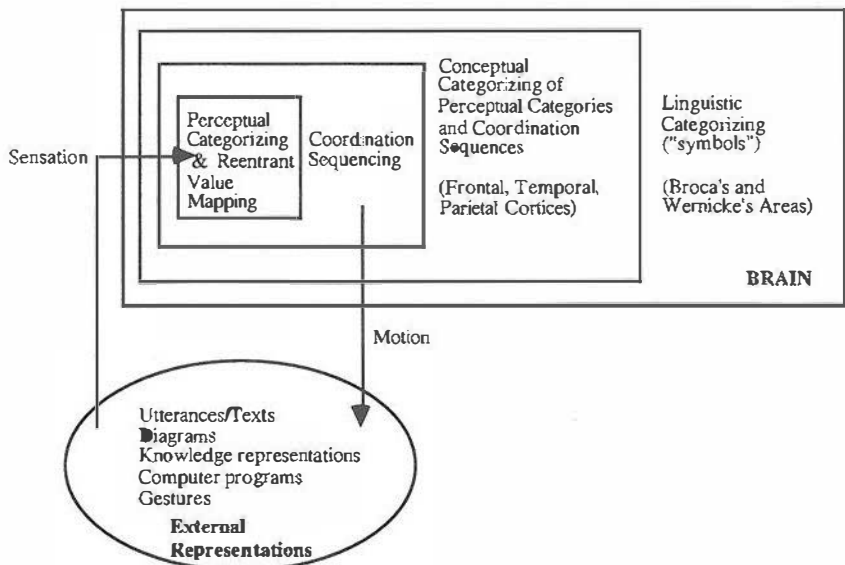 Sensation
Perceptual
Categorizing
& Reentrant
Value
Mapping
Coordination
Sequencing
Conceptual
Categorizing of
Perceptual Categories
and Coordination
Sequences
(Frontal, Temporal,
Parietal Cortices)
Linguistic
Categorizing
("symbols")
(Broca's and
Wernicke's Areas)
BRAIN
Motion
Utterances/Texts
Diagrams
Knowledge representations
Computer programs
Gestures
External
Representations